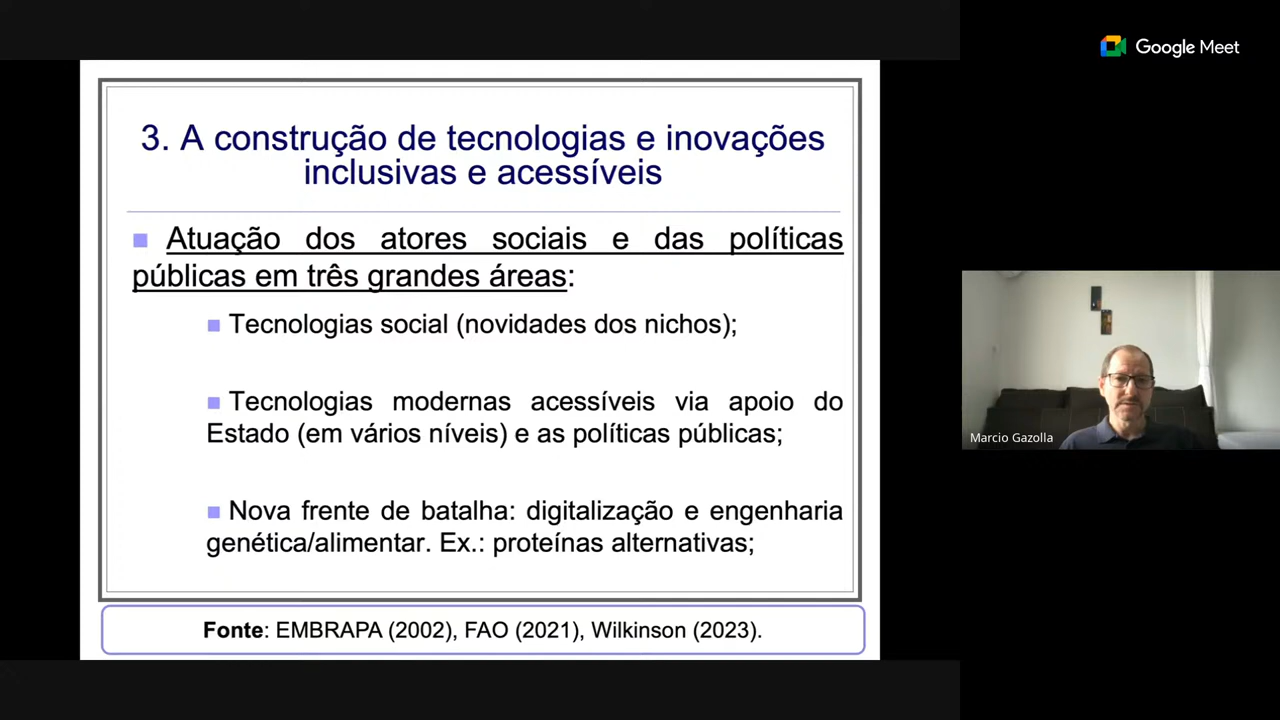 Google Meet
3. A construção de tecnologias e inovações
inclusivas e acessíveis
Atuação dos atores sociais e das políticas
públicas em três grandes áreas:
Tecnologias social (novidades dos nichos);
Tecnologias modernas acessíveis via apoio do
Estado (em vários níveis) e as políticas públicas;
Nova frente de batalha: digitalização e engenharia
genética/alimentar. Ex.: proteínas alternativas;
Fonte: EMBRAPA (2002), FAO (2021), Wilkinson (2023).
Marcio Gazolla